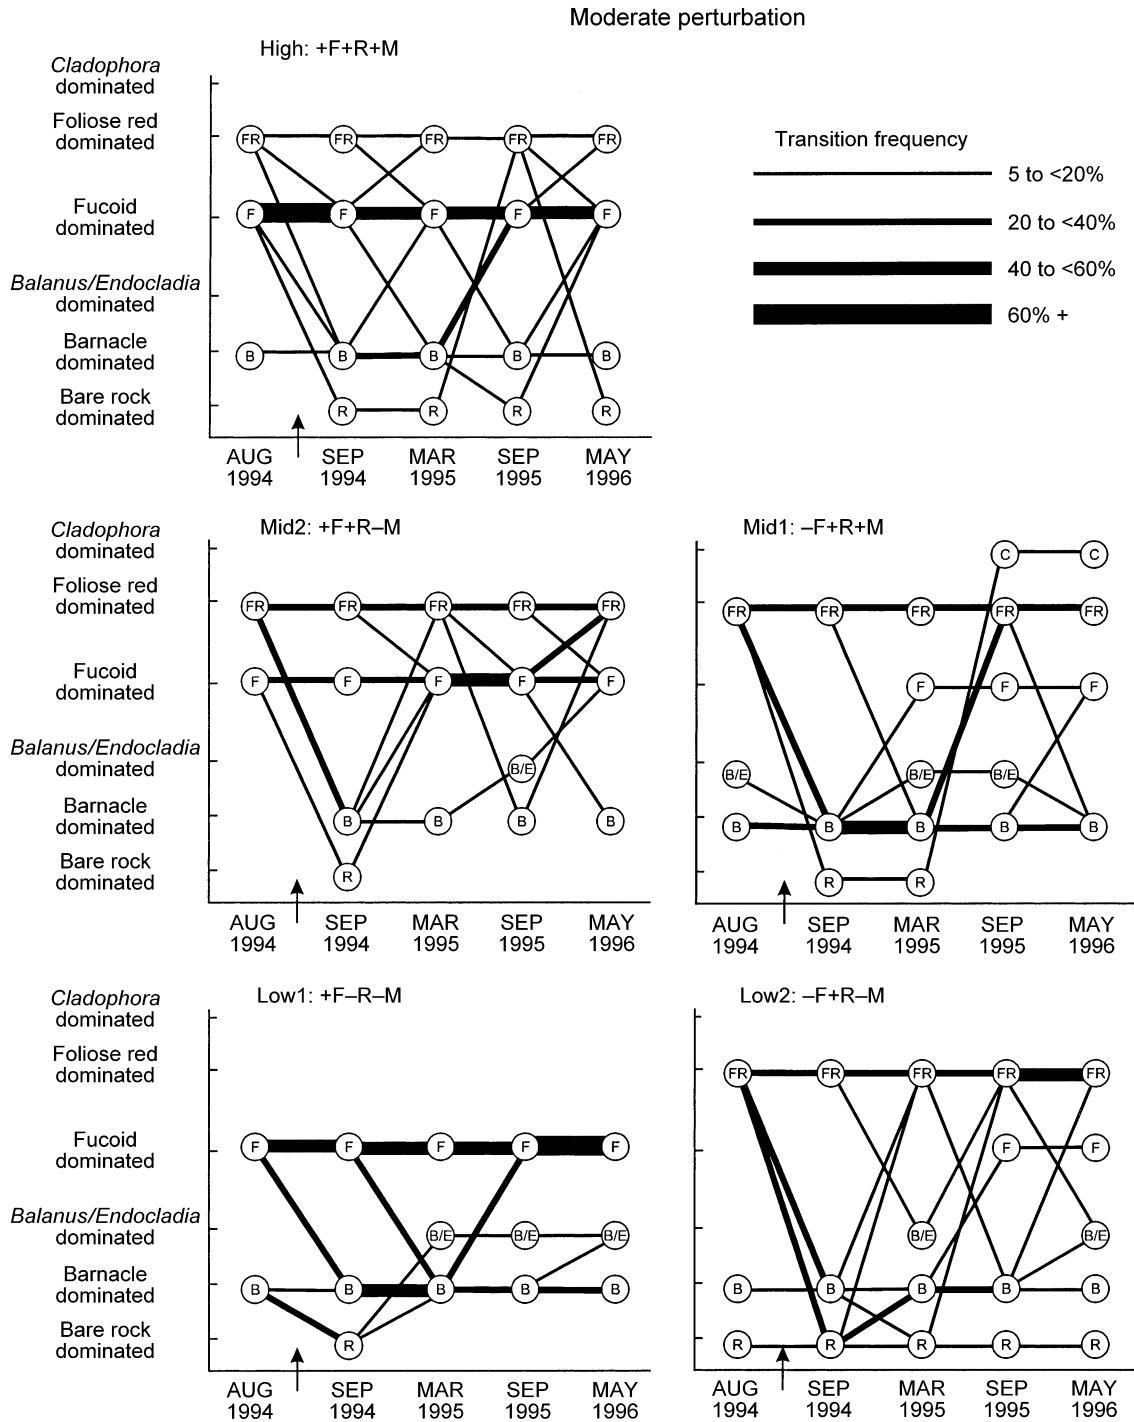 Moderate perturbation
High: +F+R+M
Cladophora
dominated
Foliose red
dominated
Fucoid
dominated
Balanus/Endocladia
dominated
Barnacle
dominated
Bare rock
dominated
FR FR FR FR FR
F F F F F
B B B B B
R R R R
AUG SEP MAR SEP MAY
1994 1994 1995 1995 1996
Transition frequency
5 to <20%
20 to <40%
40 to <60%
60% +
Mid2: +F+R–M
Cladophora
dominated
Foliose red
dominated
Fucoid
dominated
Balanus/Endocladia
dominated
Barnacle
dominated
Bare rock
dominated
FR FR FR FR FR
F F F F F
B/E
B B B B
R
AUG SEP MAR SEP MAY
1994 1994 1995 1995 1996
Mid1: –F+R+M
C C
FR FR FR FR FR
F F F
B/E B/E B/E
B B B B B
R R
AUG SEP MAR SEP MAY
1994 1994 1995 1995 1996
Low1: +F–R–M
Cladophora
dominated
Foliose red
dominated
Fucoid
dominated
Balanus/Endocladia
dominated
Barnacle
dominated
Bare rock
dominated
F F F F F
B/E B/E B/E
B B B B B
R
AUG SEP MAR SEP MAY
1994 1994 1995 1995 1996
Low2: –F+R–M
FR FR FR FR FR
F F
B/E B/E
B B B B B
R R R R R
AUG SEP MAR SEP MAY
1994 1994 1995 1995 1996